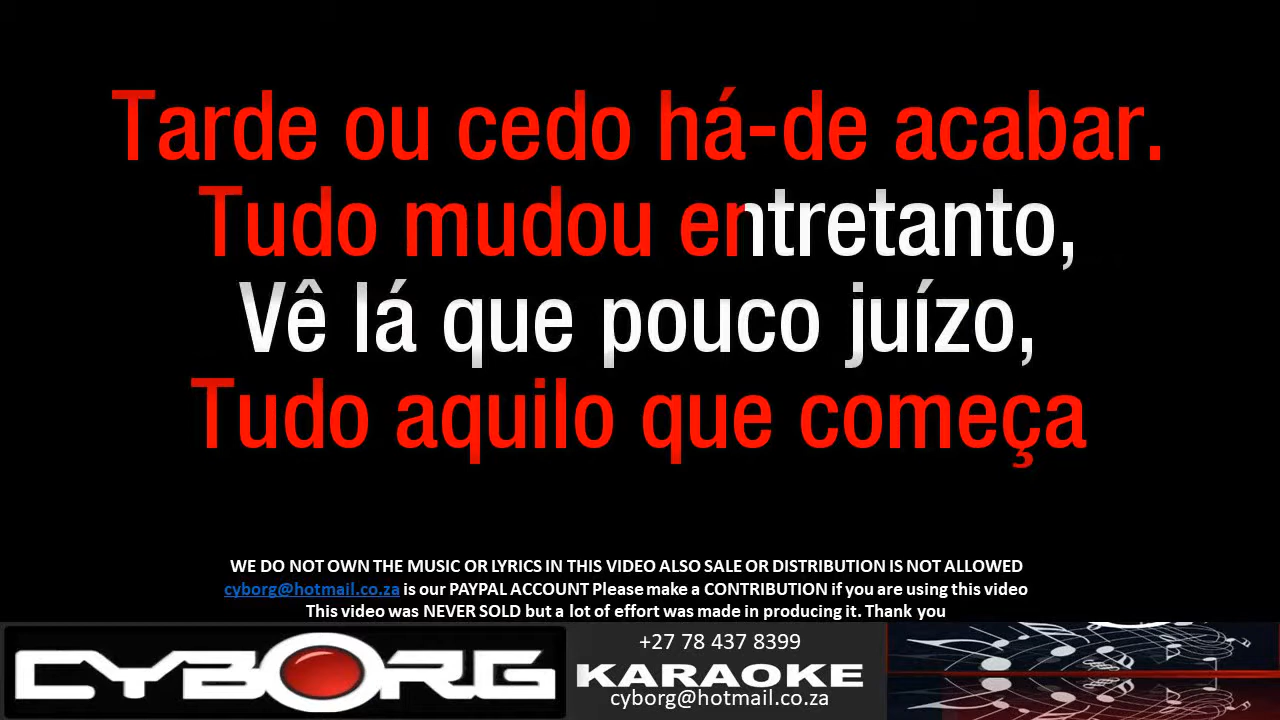 Tarde ou cedo há-de acabar.
Tudo mudou entretanto,
Vê lá que pouco juízo,
Tudo aquilo que começa
WE DO NOT OWN THE MUSIC OR LYRICS IN THIS VIDEO ALSO SALE OR DISTRIBUTION IS NOT ALLOWED
cyborg@hotmail.co.za is our PAYPAL ACCOUNT Please make a CONTRIBUTION if you are using this video
This video was NEVER SOLD but a lot of effort was made in producing it. Thank you
CYBORG
+27 78 437 8399
KARAOKE
cyborg@hotmail.co.za